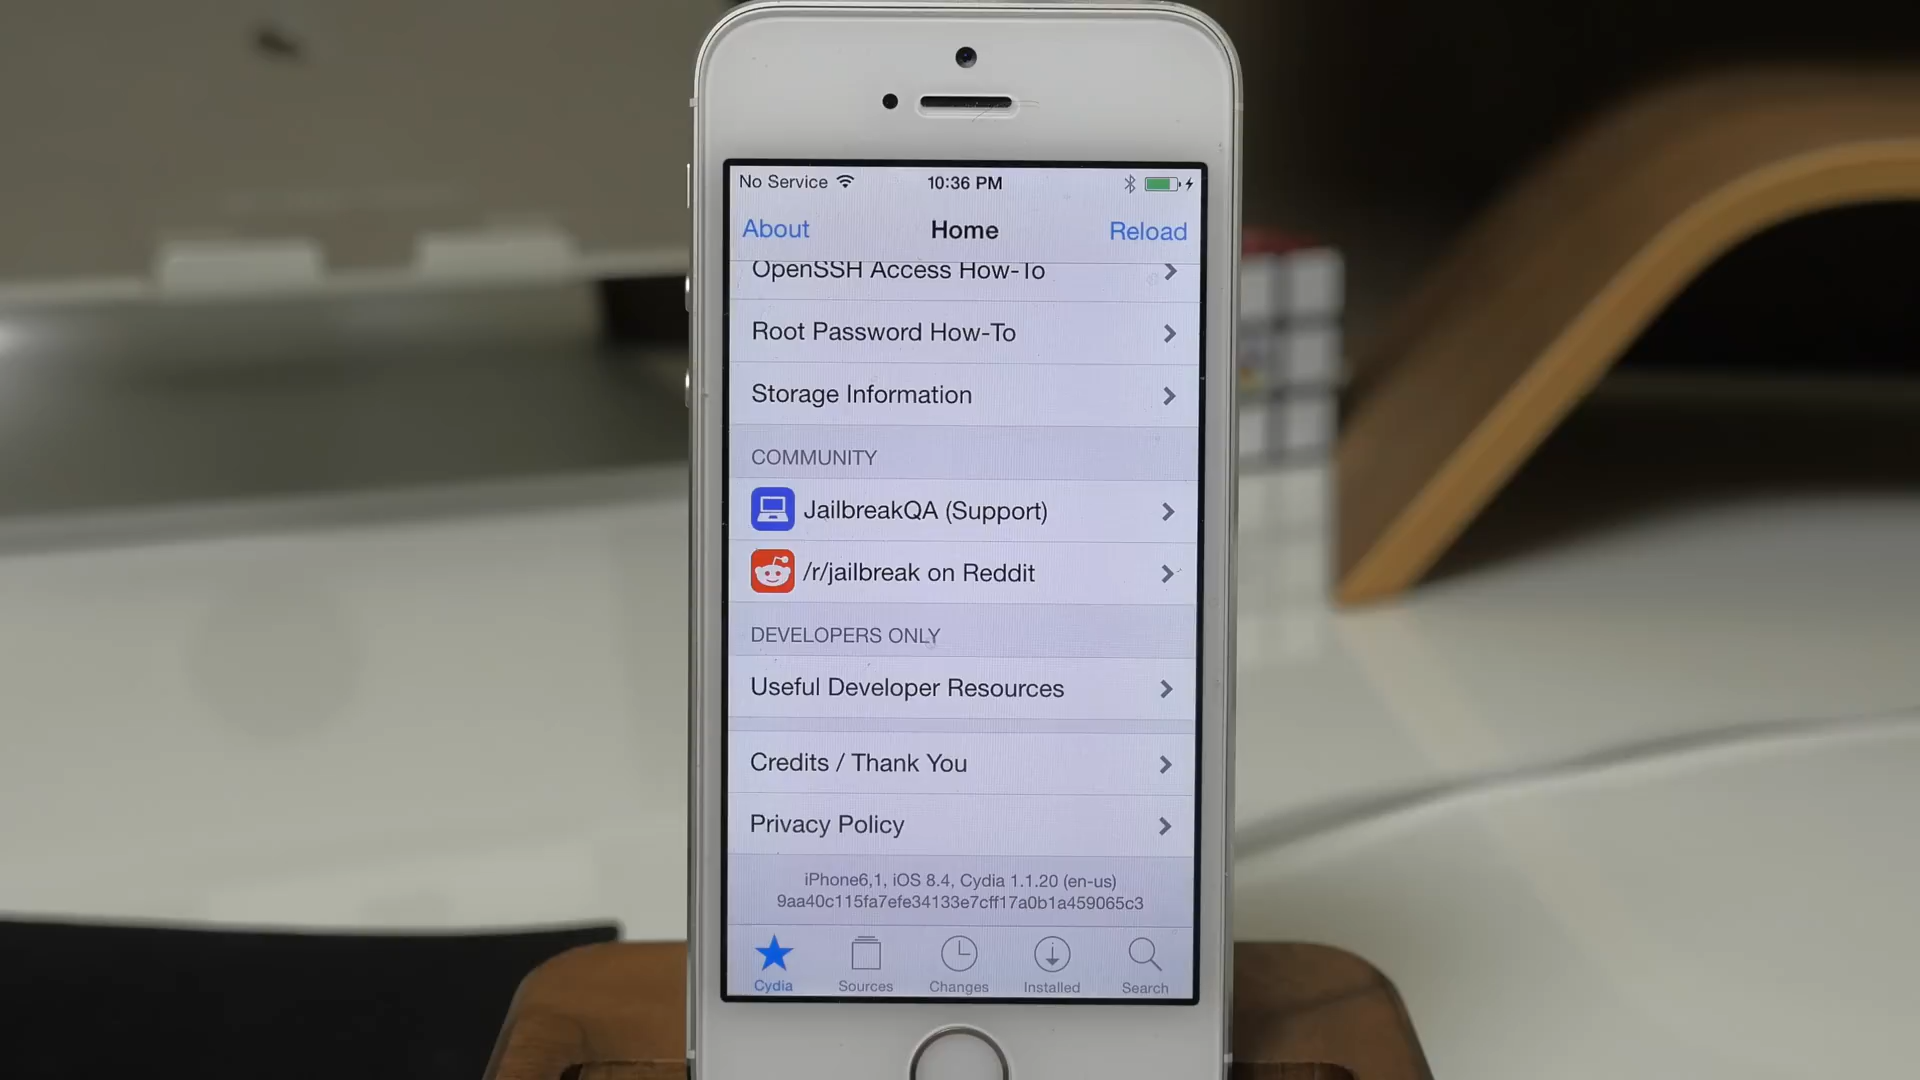 No Service
10:36 PM
About
Home
Reload
OpenSSH Access How-To
Root Password How-To
Storage Information
COMMUNITY
JailbreakQA (Support)
/r/jailbreak on Reddit
DEVELOPERS ONLY
Useful Developer Resources
Credits / Thank You
Privacy Policy
iPhone6,1, iOS 8.4, Cydia 1.1.20 (en-us)
9aa40c115fa7efe34133e7cff17a0b1a459065c3
Cydia
Sources
Changes
Installed
Search